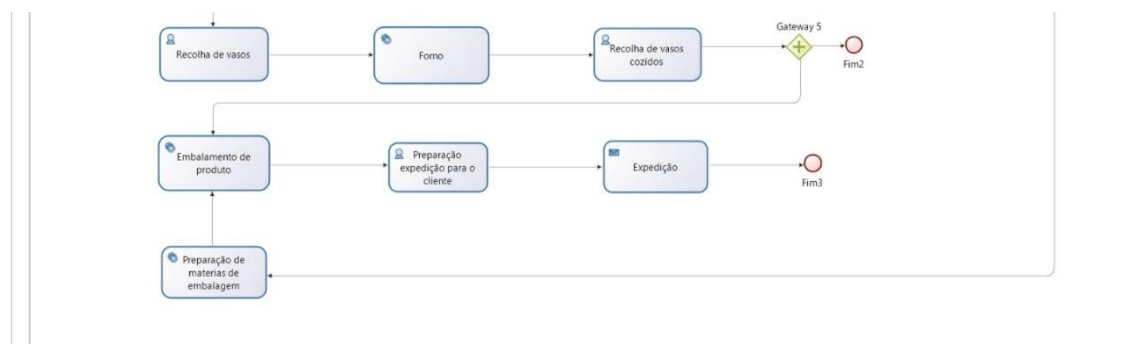 Gateway 5
Recolha de vasos
Forno
Recolha de vasos
cozidos
Fim2
Embalamento de
produto
Preparação
expedição para o
cliente
Expedição
Fim3
Preparação de
materias de
embalagem